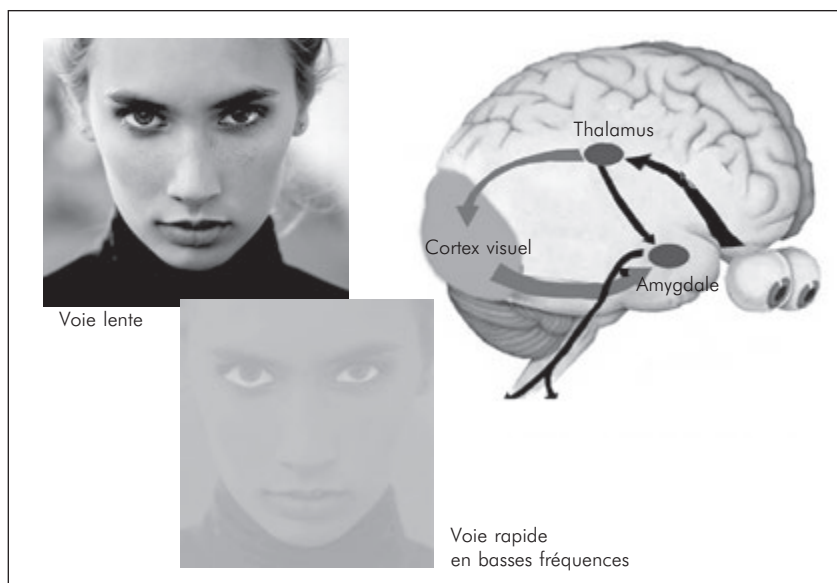 Thalamus
Cortex visuel
Amygdale
Voie lente
Voie rapide
en basses fréquences